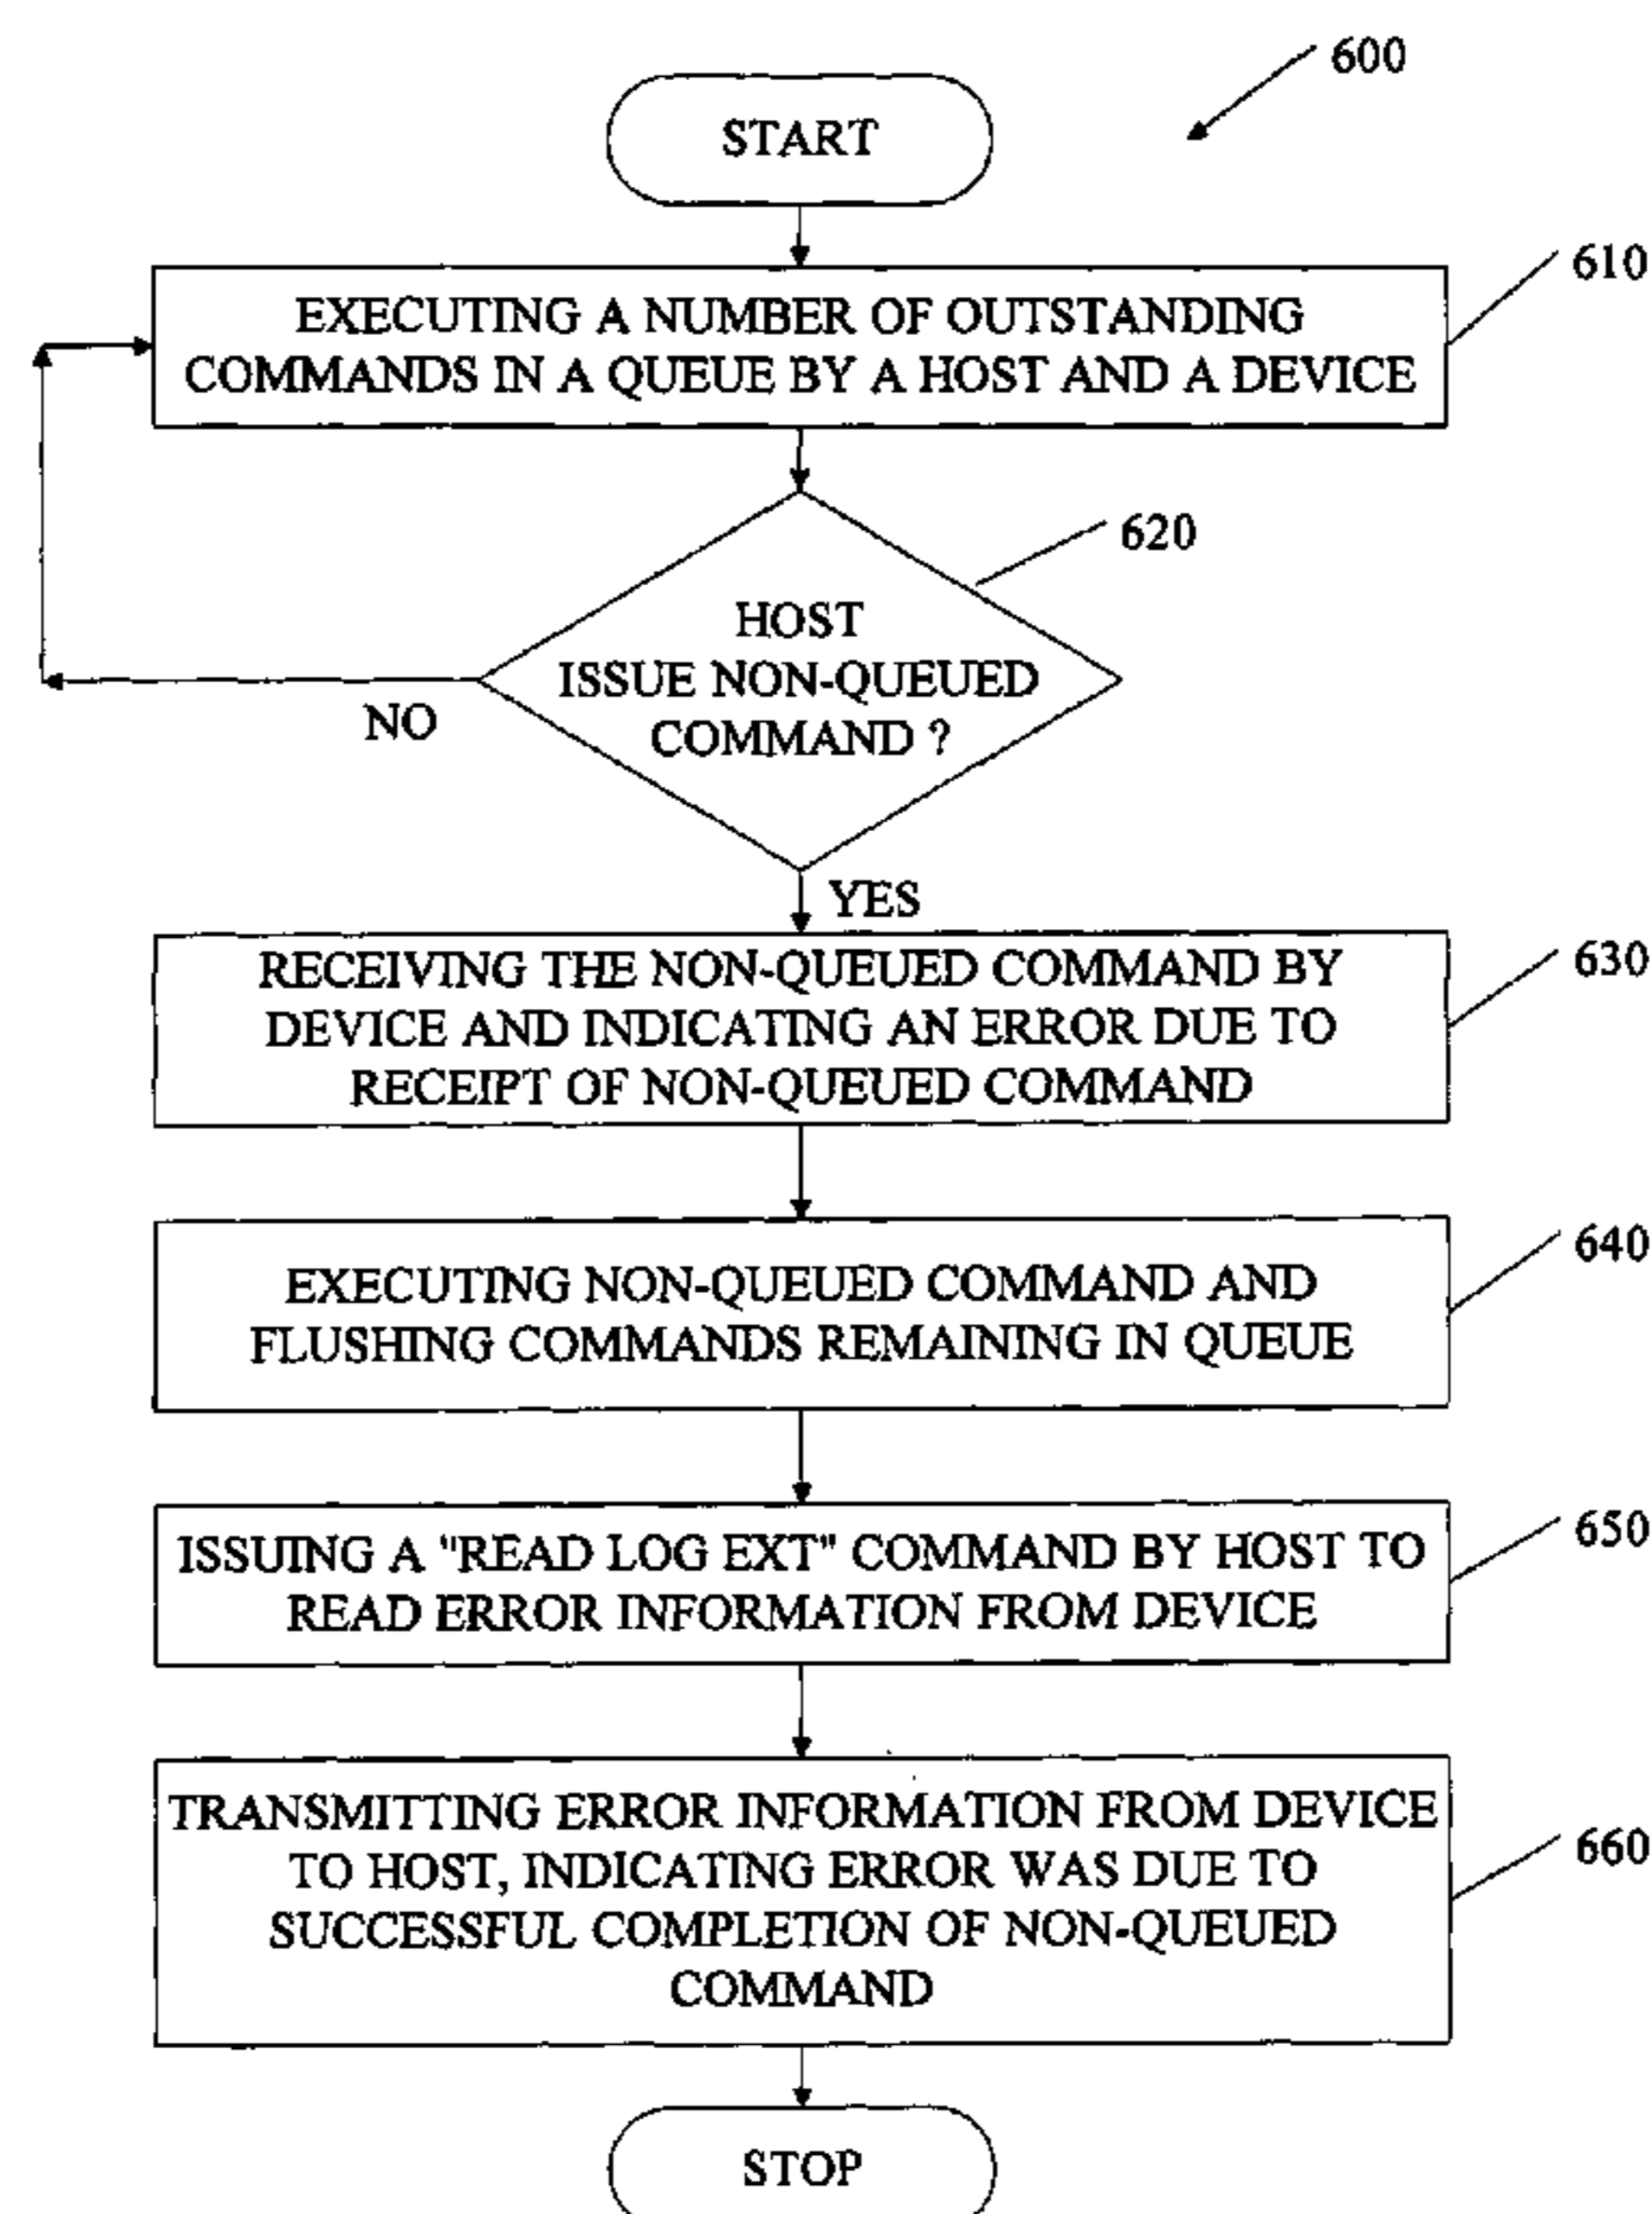 600
START
610
EXECUTING A NUMBER OF OUTSTANDING
COMMANDS IN A QUEUE BY A HOST AND A DEVICE
620
HOST
ISSUE NON-QUEUED
COMMAND ?
NO
YES
630
RECEIVING THE NON-QUEUED COMMAND BY
DEVICE AND INDICATING AN ERROR DUE TO
RECEIPT OF NON-QUEUED COMMAND
640
EXECUTING NON-QUEUED COMMAND AND
FLUSHING COMMANDS REMAINING IN QUEUE
650
ISSUING A "READ LOG EXT" COMMAND BY HOST TO
READ ERROR INFORMATION FROM DEVICE
660
TRANSMITTING ERROR INFORMATION FROM DEVICE
TO HOST, INDICATING ERROR WAS DUE TO
SUCCESSFUL COMPLETION OF NON-QUEUED
COMMAND
STOP